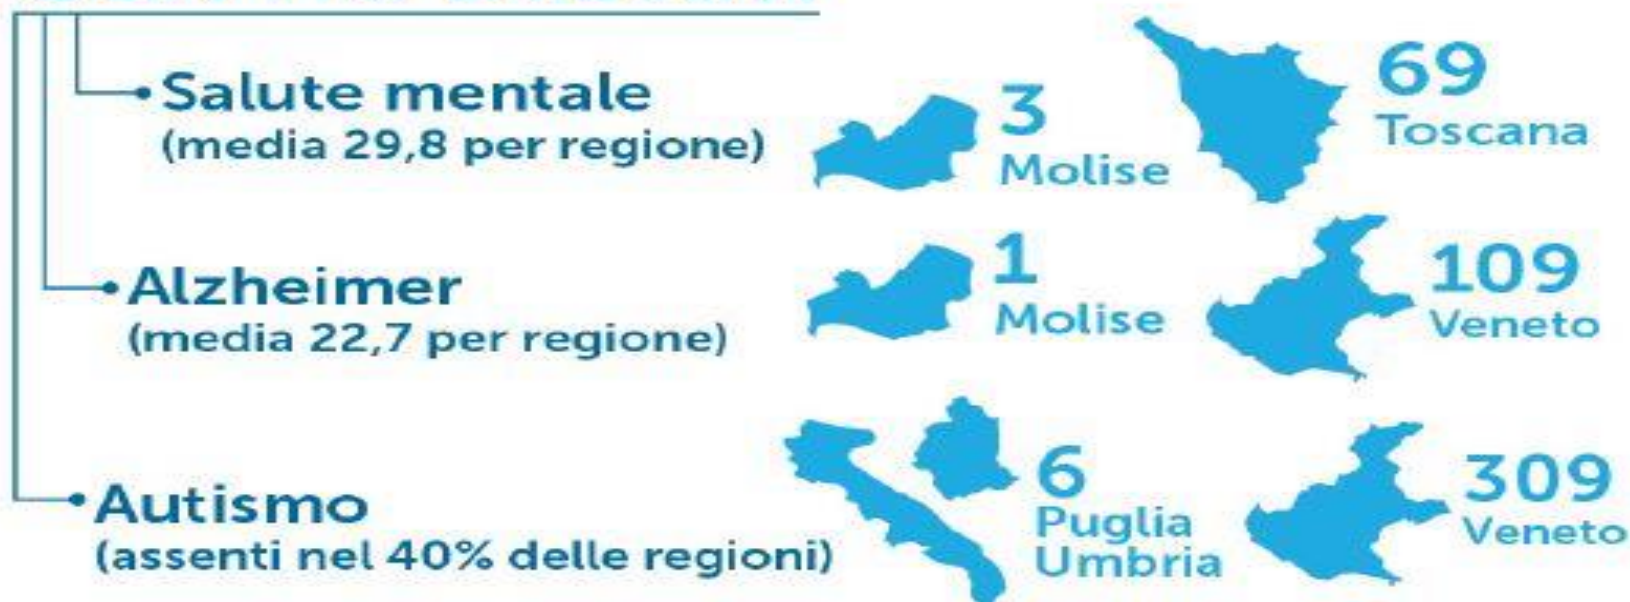 Salute mentale
(media 29,8 per regione)
3
Molise
69
Toscana
Alzheimer
(media 22,7 per regione)
1
Molise
109
Veneto
Autismo
(assenti nel 40% delle regioni)
6
Puglia
Umbria
309
Veneto